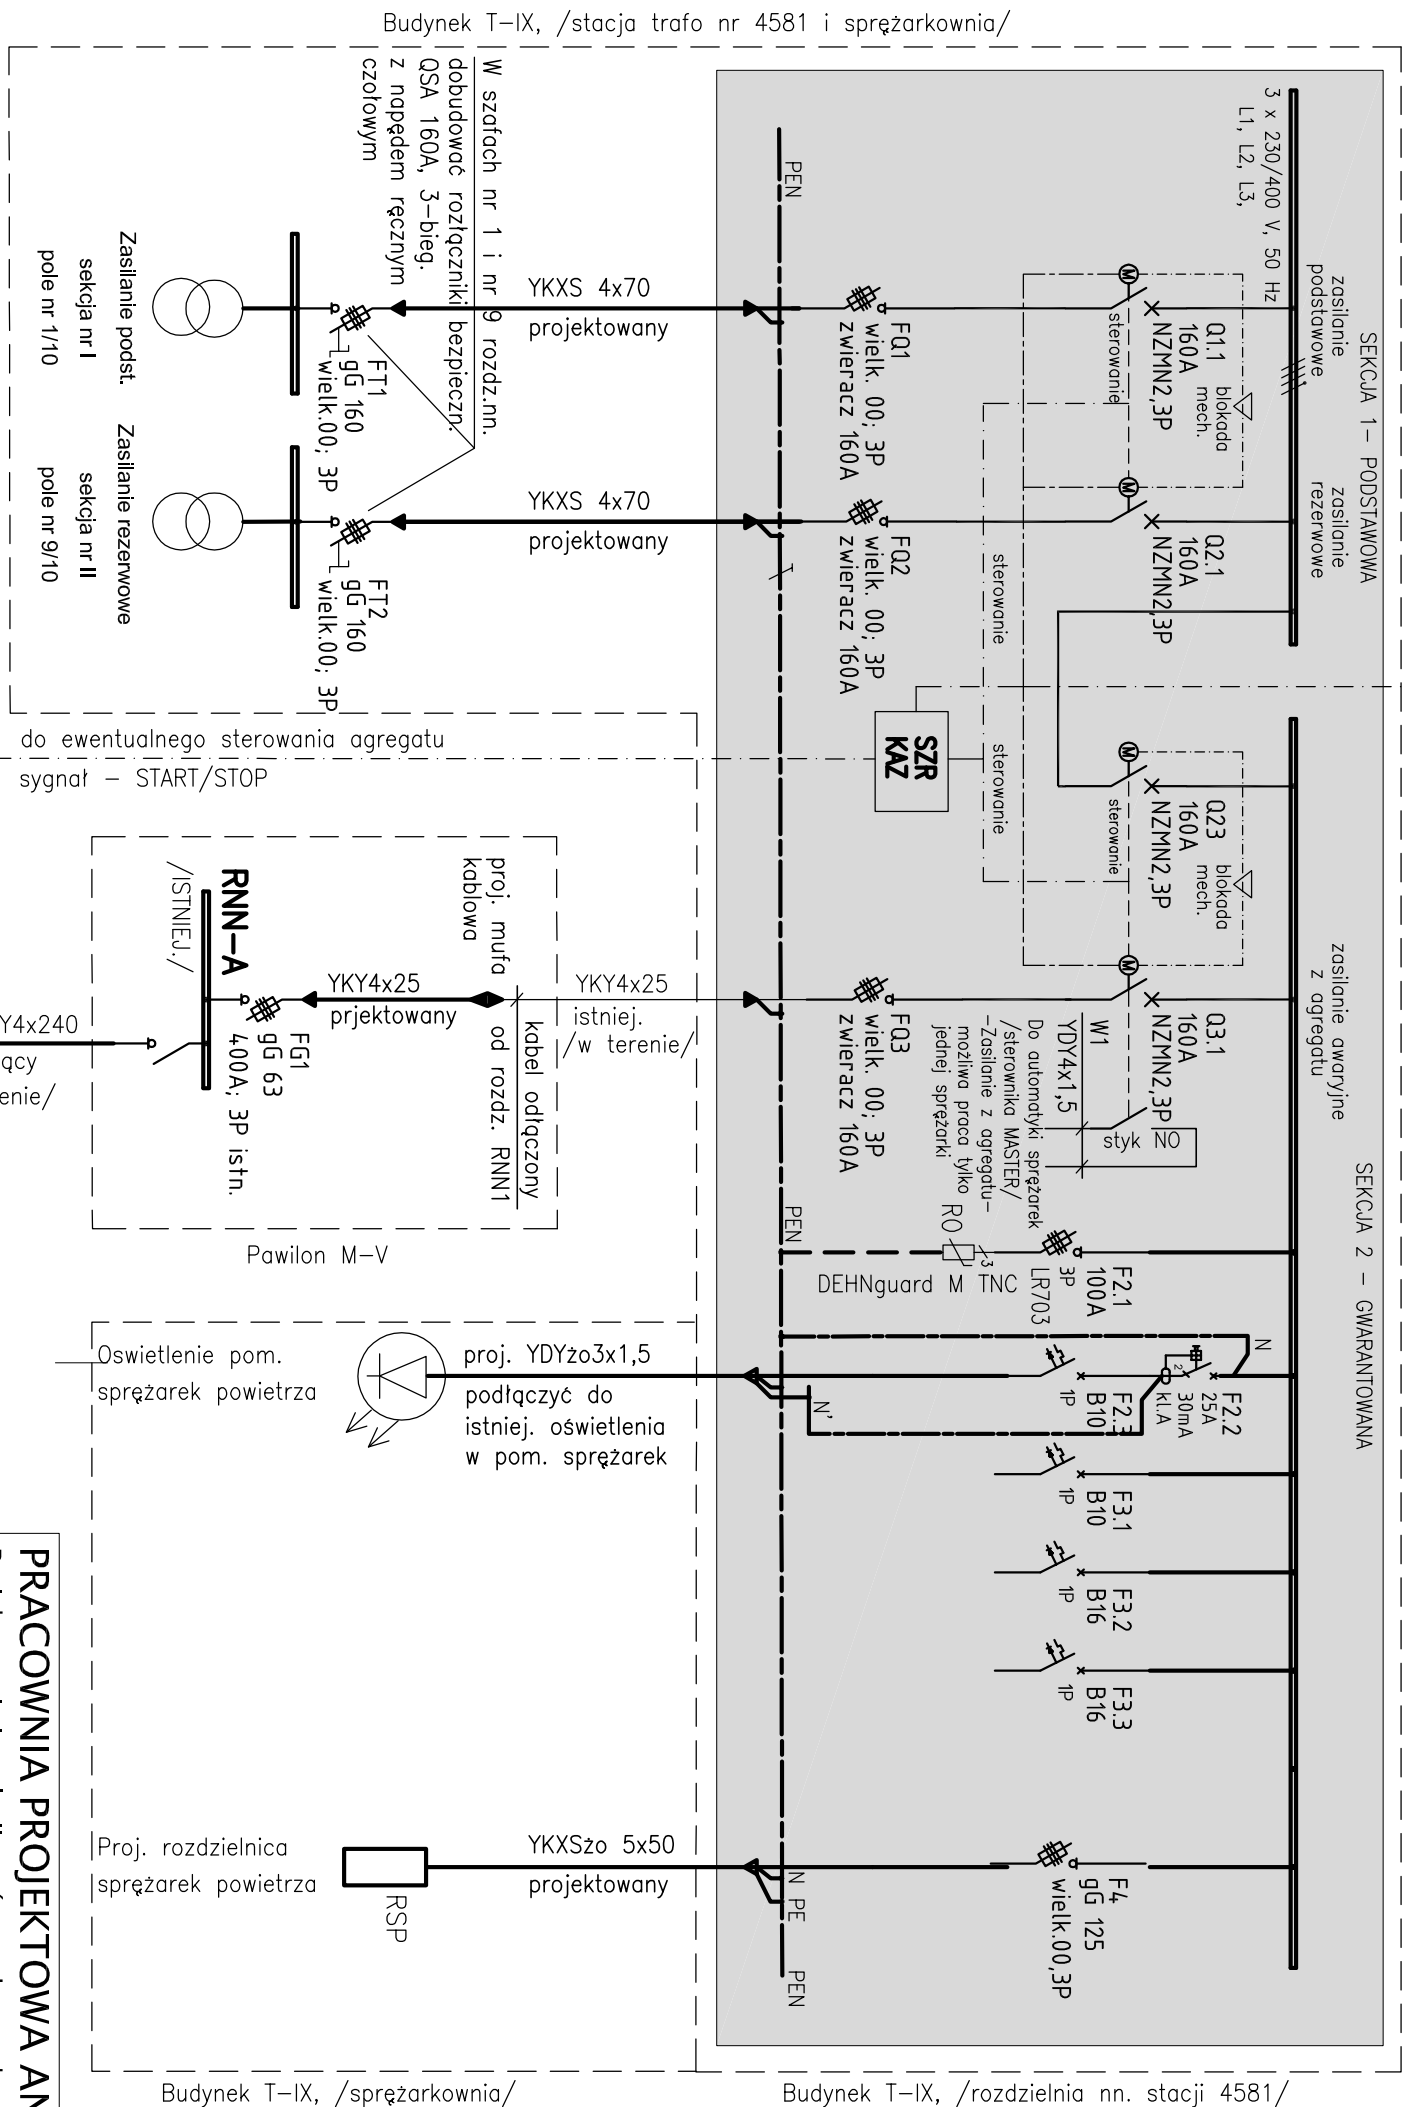 Budynek T-IX, /stacja trafo nr 4581 i sprężarkownia/
SEKCJA 1- PODSTAWOWA
3 x 230/400 V, 50 Hz
L1, L2, L3,
zasilanie
podstawowe
zasilanie
rezerwowe
Q1.1
160A
NZMN2,3P
blokada
mech.
M
sterowanie
Q2.1
160A
NZMN2,3P
M
sterowanie
FQ1
wielk. 00; 3P
zwieracz 160A
FQ2
wielk. 00; 3P
zwieracz 160A
PEN
YKXS 4x70
projektowany
YKXS 4x70
projektowany
W szafach nr 1 i nr 9 rozdz.nn.
dobudować rozłączniki bezpieczn.
QSA 160A, 3-bieg.
z napędem ręcznym
czołowym
FT1
gG 160
wielk.00; 3P
FT2
gG 160
wielk.00; 3P
Zasilanie podst.
sekcja nr I
pole nr 1/10
Zasilanie rezerwowe
sekcja nr II
pole nr 9/10
do ewentualnego sterowania agregatu
sygnał - START/STOP
SZR
KAZ
sterowanie
SEKCJA 2 - GWARANTOWANA
zasilanie awaryjne
z agregatu
Q23
160A
NZMN2,3P
blokada
mech.
M
sterowanie
Q3.1
160A
NZMN2,3P
M
styk NO
W1
YDY4x1,5
Do automatyki sprężarek
/sterownika MASTER/
-Zasilanie z agregatu-
możliwa praca tylko
jednej sprężarki
FQ3
wielk. 00; 3P
zwieracz 160A
YKY4x25
istniej.
/w terenie/
kabel odłączony
od rozdz. RNN1
proj. mufa
kablowa
YKY4x25
prjektowany
RNN-A
/ISTNIEJ./
FG1
gG 63
400A; 3P istn.
Y4x240
ący
enie/
Pawilon M-V
PEN
F2.1
100A
3P
LR703
3
RO
DEHNguard M TNC
N
F2.2
25A
30mA
kl.A
2
F2.3
B10
1P
N'
F3.1
B10
1P
F3.2
B16
1P
F3.3
B16
1P
F4
gG 125
wielk.00,3P
Oswietlenie pom.
sprężarek powietrza
proj. YDYżo3x1,5
podłączyć do
istniej. oświetlenia
w pom. sprężarek
Proj. rozdzielnica
sprężarek powietrza
RSP
YKXSżo 5x50
projektowany
N PE
PEN
PRACOWNIA PROJEKTOWA AN
Budynek T-IX, /sprężarkownia/
Budynek T-IX, /rozdzielnia nn. stacji 4581/